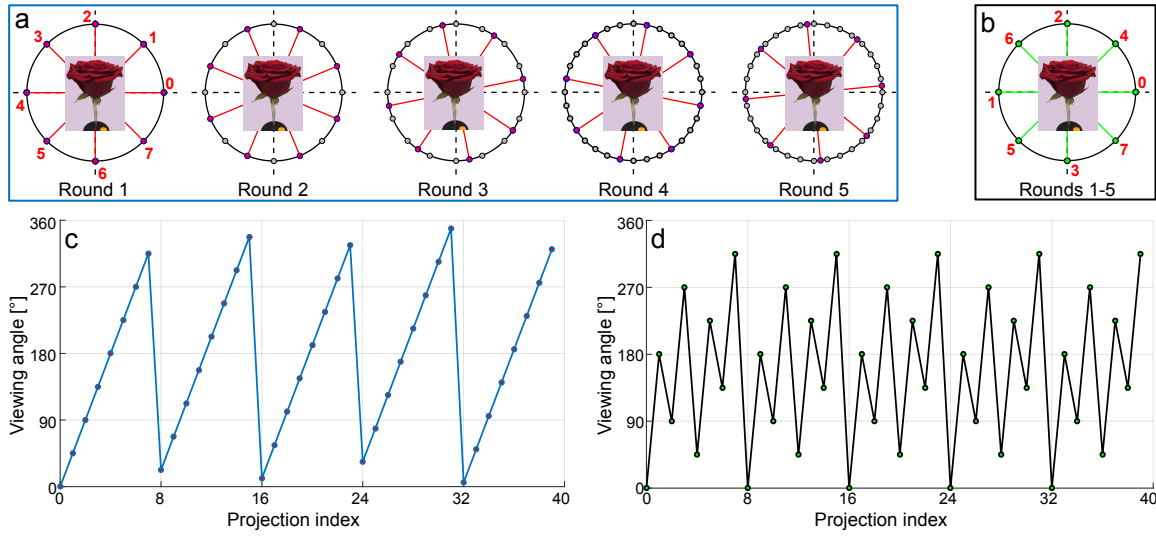 a
2
3
1
4
0
5
7
6
Round 1
Round 2
Round 3
Round 4
Round 5
b
2
6
4
1
0
5
7
3
Rounds 1-5
c
360
270
180
90
0
Viewing angle [°]
0 8 16 24 32 40
Projection index
d
360
270
180
90
0
Viewing angle [°]
0 8 16 24 32 40
Projection index